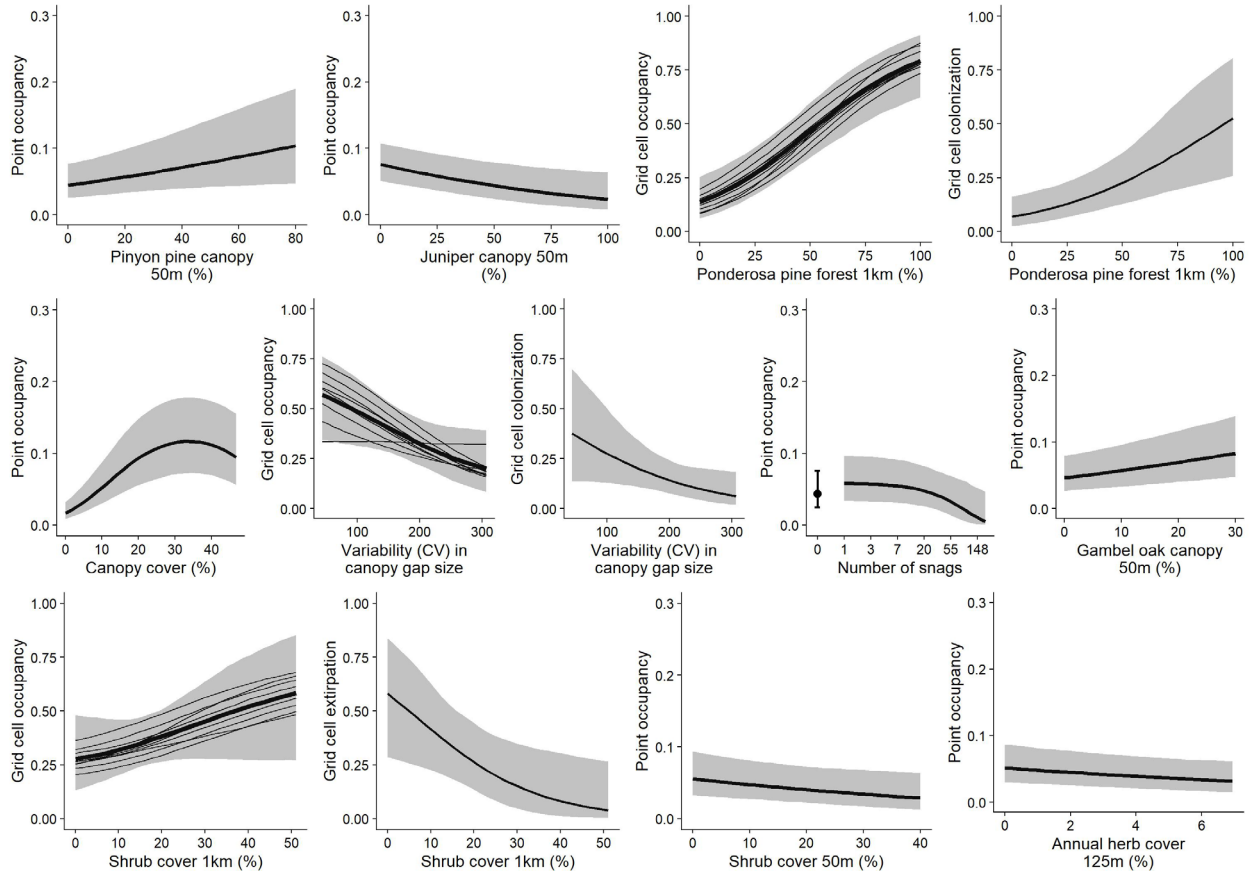 Point occupancy
0.3
0.2
0.1
0.0
0 20 40 60 80
Pinyon pine canopy
50m (%)
Point occupancy
0.3
0.2
0.1
0.0
0 25 50 75 100
Juniper canopy 50m
(%)
Grid cell occupancy
1.00
0.75
0.50
0.25
0.00
0 25 50 75 100
Ponderosa pine forest 1km (%)
Grid cell colonization
1.00
0.75
0.50
0.25
0.00
0 25 50 75 100
Ponderosa pine forest 1km (%)
Point occupancy
0.3
0.2
0.1
0.0
0 10 20 30 40
Canopy cover (%)
Grid cell occupancy
1.00
0.75
0.50
0.25
0.00
100 200 300
Variability (CV) in
canopy gap size
Grid cell colonization
1.00
0.75
0.50
0.25
0.00
100 200 300
Variability (CV) in
canopy gap size
Point occupancy
0.3
0.2
0.1
0.0
0 1 3 7 20 55 148
Number of snags
Point occupancy
0.3
0.2
0.1
0.0
0 10 20 30
Gambel oak canopy
50m (%)
Grid cell occupancy
1.00
0.75
0.50
0.25
0.00
0 10 20 30 40 50
Shrub cover 1km (%)
Grid cell extirpation
1.00
0.75
0.50
0.25
0.00
0 10 20 30 40 50
Shrub cover 1km (%)
Point occupancy
0.3
0.2
0.1
0.0
0 10 20 30 40
Shrub cover 50m (%)
Point occupancy
0.3
0.2
0.1
0.0
0 2 4 6
Annual herb cover
125m (%)